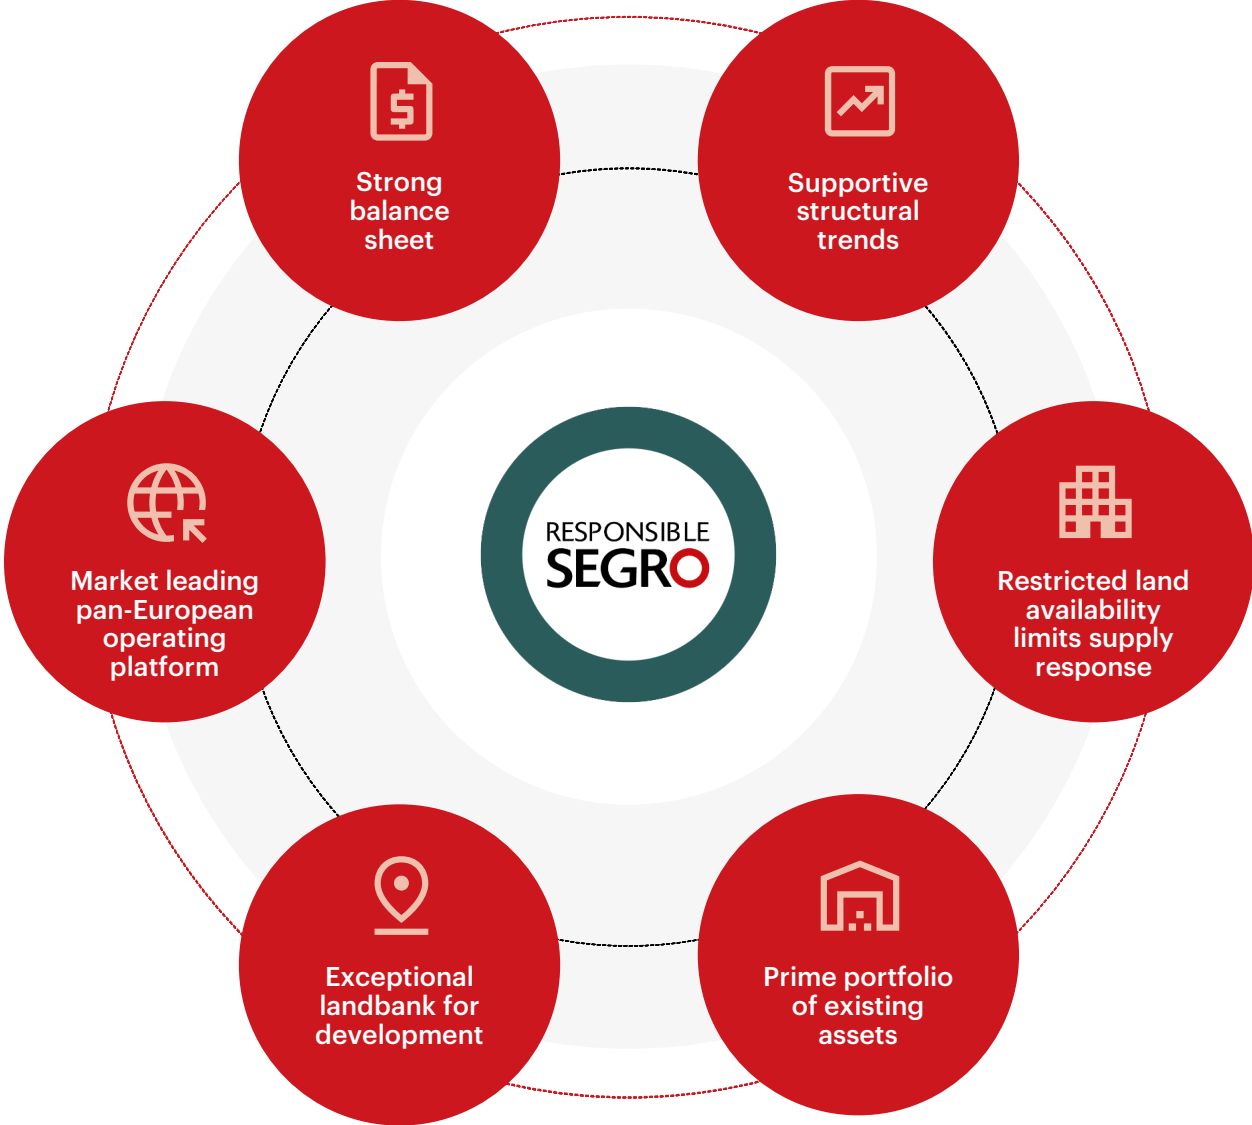 Strong
balance
sheet
Supportive
structural
trends
Market leading
pan-European
operating
platform
RESPONSIBLE
SEGRO
Restricted land
availability
limits supply
response
Exceptional
landbank for
development
Prime portfolio
of existing
assets